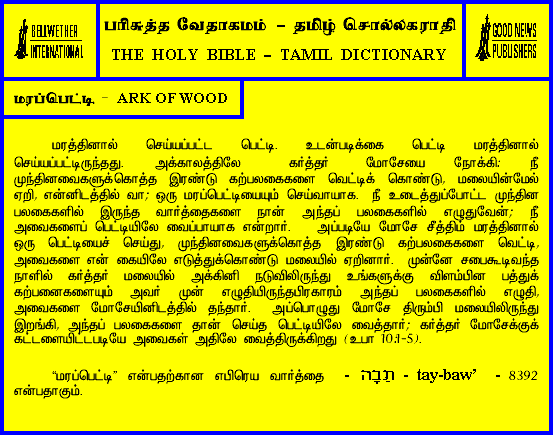 BELLWETHER
INTERNATIONAL
பரிசுத்த வேதாகமம் – தமிழ் சொல்லகராதி
THE HOLY BIBLE – TAMIL DICTIONARY
GOOD NEWS
PUBLISHERS
மரப்பெட்டி - ARK OF WOOD
மரத்தினால் செய்யப்பட்ட பெட்டி. உடன்படிக்கை பெட்டி மரத்தினால்
செய்யப்பட்டிருந்தது. அக்காலத்திலே கர்த்தர் மோசேயை நோக்கி: நீ
முந்தினவைகளுக்கொத்த இரண்டு கற்பலகைகளை வெட்டிக் கொண்டு, மலையின்மேல்
ஏறி, என்னிடத்தில் வா; ஒரு மரப்பெட்டியையும் செய்வாயாக. நீ உடைத்துப்போட்ட முந்தின
பலகைகளில் இருந்த வார்த்தைகளை நான் அந்தப் பலகைகளில் எழுதுவேன்; நீ
அவைகளைப் பெட்டியிலே வைப்பாயாக என்றார். அப்படியே மோசே சீத்திம் மரத்தினால்
ஒரு பெட்டியைச் செய்து, முந்தினவைகளுக்கொத்த இரண்டு கற்பலகைகளை வெட்டி,
அவைகளை என் கையிலே எடுத்துக்கொண்டு மலையில் ஏறினார். முன்னே சபைகூடிவந்த
நாளில் கர்த்தர் மலையில் அக்கினி நடுவிலிருந்து உங்களுக்கு விளம்பின பத்துக்
கற்பனைகளையும் அவர் முன் எழுதியிருந்தபிரகாரம் அந்தப் பலகைகளில் எழுதி,
அவைகளை மோசேயினிடத்தில் தந்தார். அப்பொழுது மோசே திரும்பி மலையிலிருந்து
இறங்கி, அந்தப் பலகைகளை தான் செய்த பெட்டியிலே வைத்தார்; கர்த்தர் மோசேக்குக்
கட்டளையிட்டபடியே அவைகள் அதிலே வைத்திருக்கிறது (உபா 10:1-5).
“மரப்பெட்டி” என்பதற்கான எபிரெய வார்த்தை - תֵּבָה - tay-baw’ - 8392
என்பதாகும்.